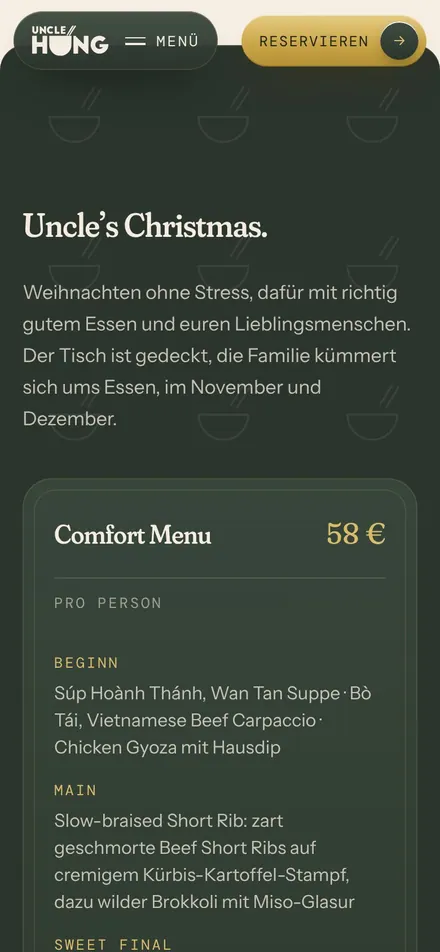 UNCLE
HUNG
MENÜ
RESERVIEREN →
Uncle’s Christmas.
Weihnachten ohne Stress, dafür mit richtig
gutem Essen und euren Lieblingsmenschen.
Der Tisch ist gedeckt, die Familie kümmert
sich ums Essen, im November und
Dezember.
Comfort Menu 58 €
PRO PERSON
BEGINN
Súp Hoành Thánh, Wan Tan Suppe · Bò
Tái, Vietnamese Beef Carpaccio ·
Chicken Gyoza mit Hausdip
MAIN
Slow-braised Short Rib: zart
geschmorte Beef Short Ribs auf
cremigem Kürbis-Kartoffel-Stampf,
dazu wilder Brokkoli mit Miso-Glasur
SWEET FINAL